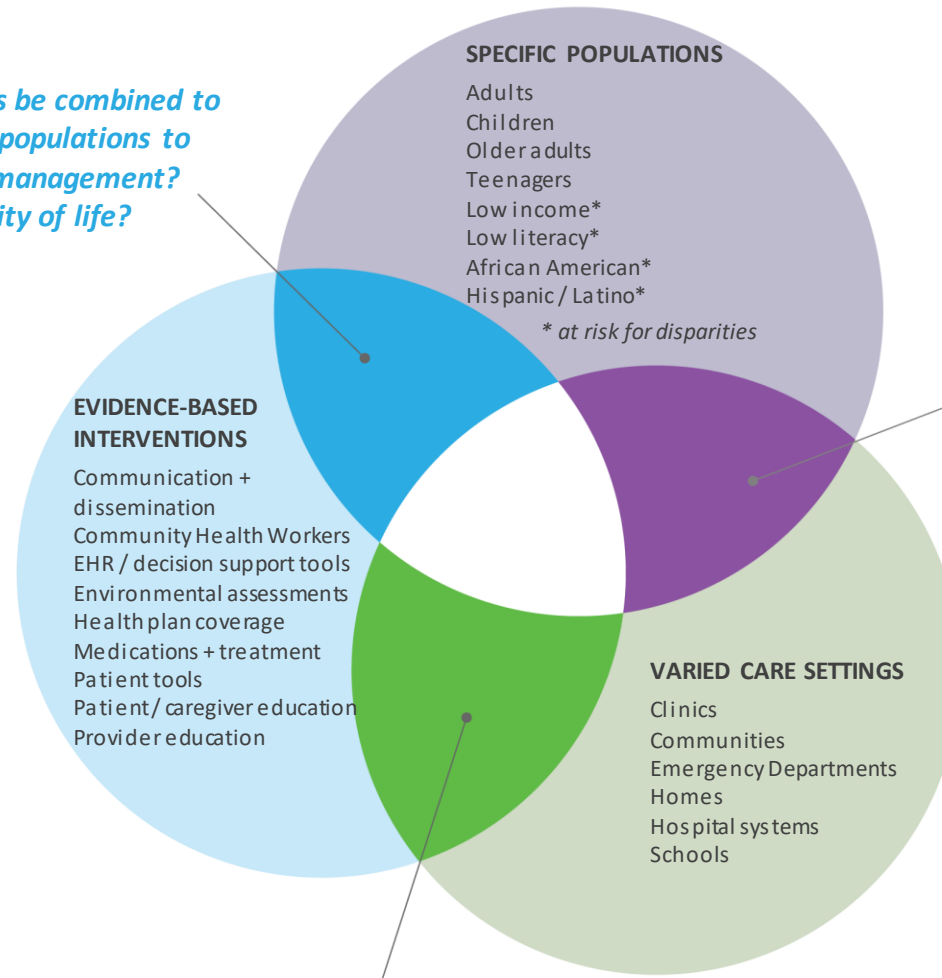 SPECIFIC POPULATIONS
Adults
Children
Older adults
Teenagers
Low income*
Low literacy*
African American*
Hispanic / Latino*
* at risk for disparities
s be combined to
populations to
management?
ity of life?
EVIDENCE-BASED
INTERVENTIONS
Communication +
dissemination
Community Health Workers
EHR / decision support tools
Environmental assessments
Health plan coverage
Medications + treatment
Patient tools
Patient / caregiver education
Provider education
VARIED CARE SETTINGS
Clinics
Communities
Emergency Departments
Homes
Hospital systems
Schools